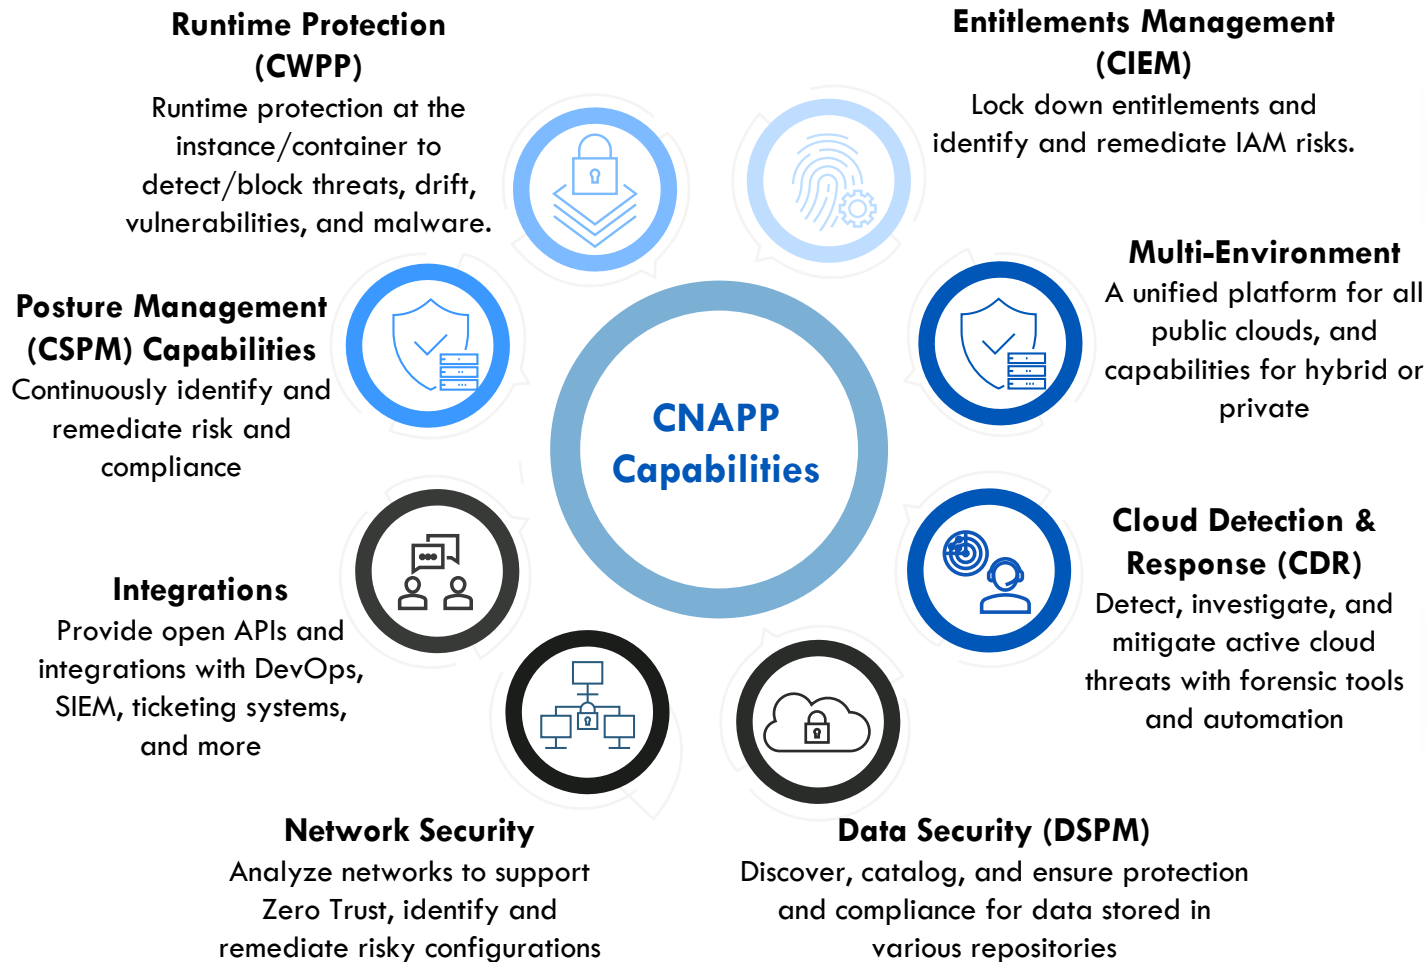 Runtime Protection
(CWPP)
Runtime protection at the
instance/container to
detect/block threats, drift,
vulnerabilities, and malware.
Entitlements Management
(CIEM)
Lock down entitlements and
identify and remediate IAM risks.
Posture Management
(CSPM) Capabilities
Continuously identify and
remediate risk and
compliance
Multi-Environment
A unified platform for all
public clouds, and
capabilities for hybrid or
private
CNAPP
Capabilities
Integrations
Provide open APIs and
integrations with DevOps,
SIEM, ticketing systems,
and more
Cloud Detection &
Response (CDR)
Detect, investigate, and
mitigate active cloud
threats with forensic tools
and automation
Network Security
Analyze networks to support
Zero Trust, identify and
remediate risky configurations
Data Security (DSPM)
Discover, catalog, and ensure protection
and compliance for data stored in
various repositories